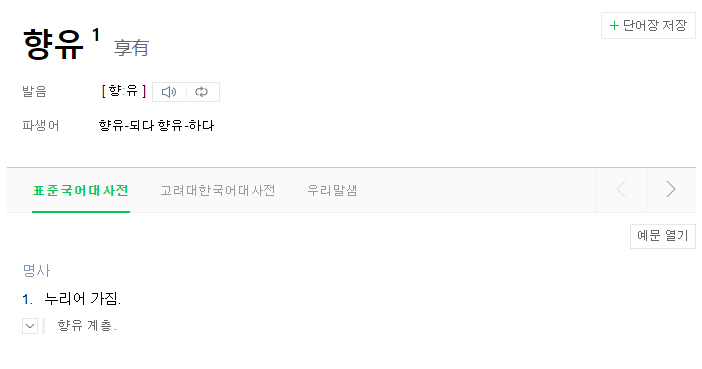 향유 1 享有
+ 단어장 저장
발음 [ 향:유 ]
파생어 향유-되다 향유-하다
표준국어대사전 고려대한국어대사전 우리말샘
예문 열기
명사
1. 누리어 가짐.
향유 계층.